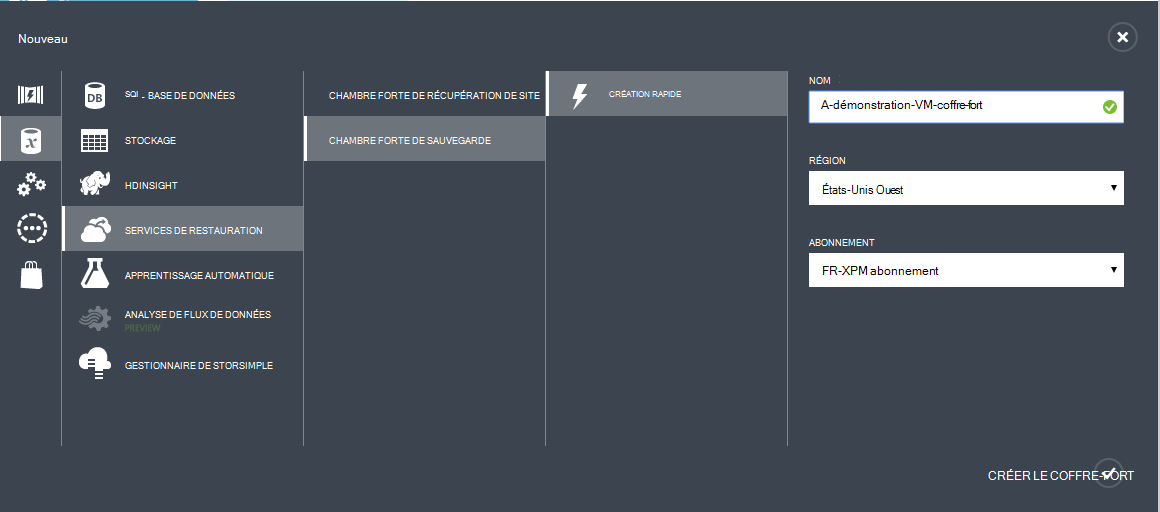 Nouveau
SQl - BASE DE DONNÉES
STOCKAGE
HDINSIGHT
SERVICES DE RESTAURATION
APPRENTISSAGE AUTOMATIQUE
ANALYSE DE FLUX DE DONNÉES
PREVIEW
GESTIONNAIRE DE STORSIMPLE
CHAMBRE FORTE DE RÉCUPÉRATION DE SITE
CHAMBRE FORTE DE SAUVEGARDE
CRÉATION RAPIDE
NOM
A-démonstration-VM-coffre-fort
RÉGION
États-Unis Ouest
ABONNEMENT
FR-XPM abonnement
CRÉER LE COFFRE-FORT